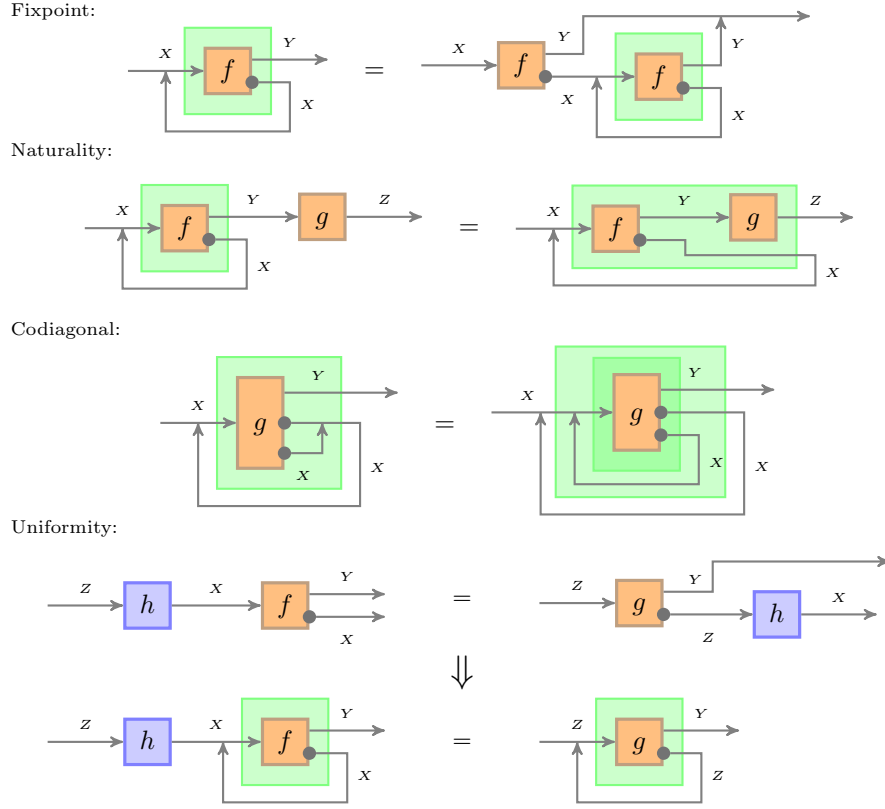 Fixpoint:
X f Y X = X f Y X f Y X
Naturality:
X f Y g Z X = X f Y g Z X
Codiagonal:
X g Y X X = X g Y X X
Uniformity:
Z h X f Y X = Z g Y Z h X
⇓
Z h X f Y X = Z g Y Z